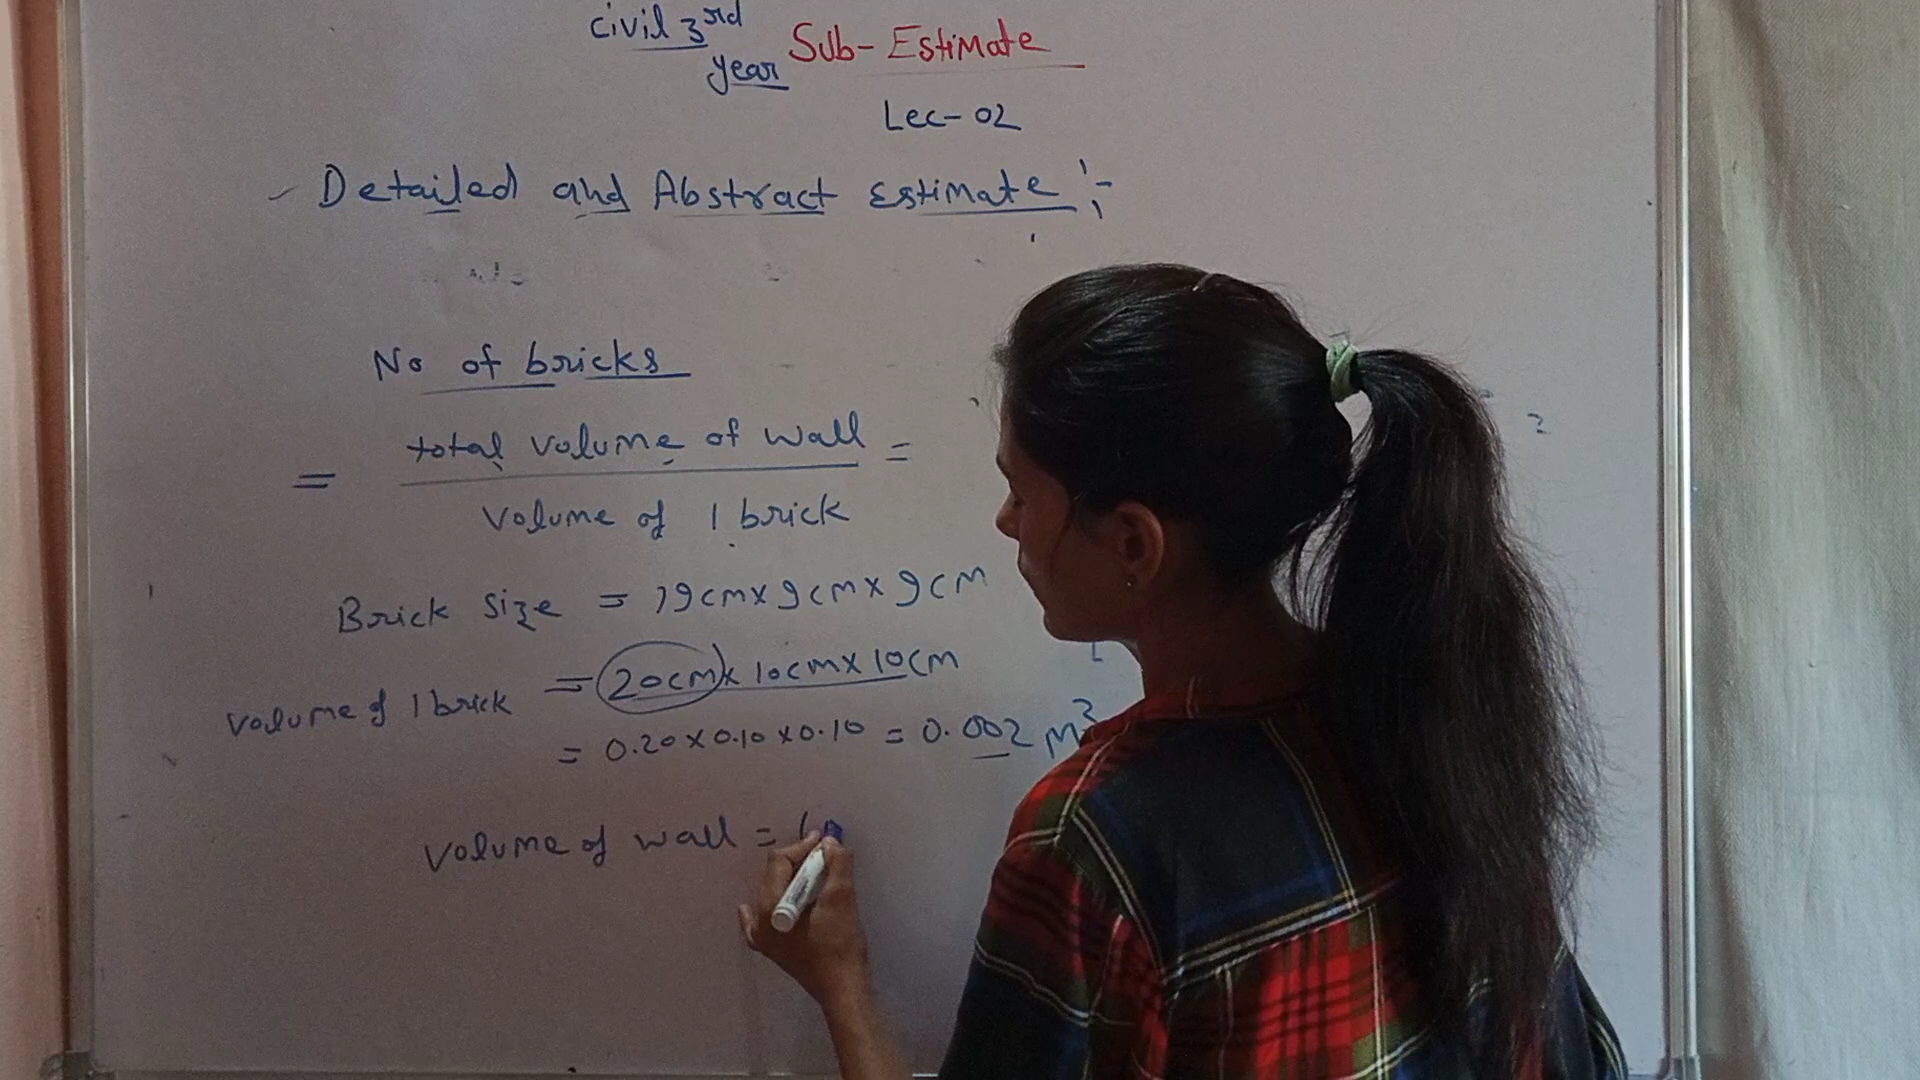 Civil 3rd
year
Sub- Estimate
Lec- 02
Detailed and Abstract Estimate :-
No of bricks
= total volume of wall =
volume of 1 brick
Brick size = 19cm x 9cm x 9cm
volume of 1 brick = 20cm x 10cm x 10cm
= 0.20 x 0.10 x 0.10 = 0.002 m3
volume of wall =